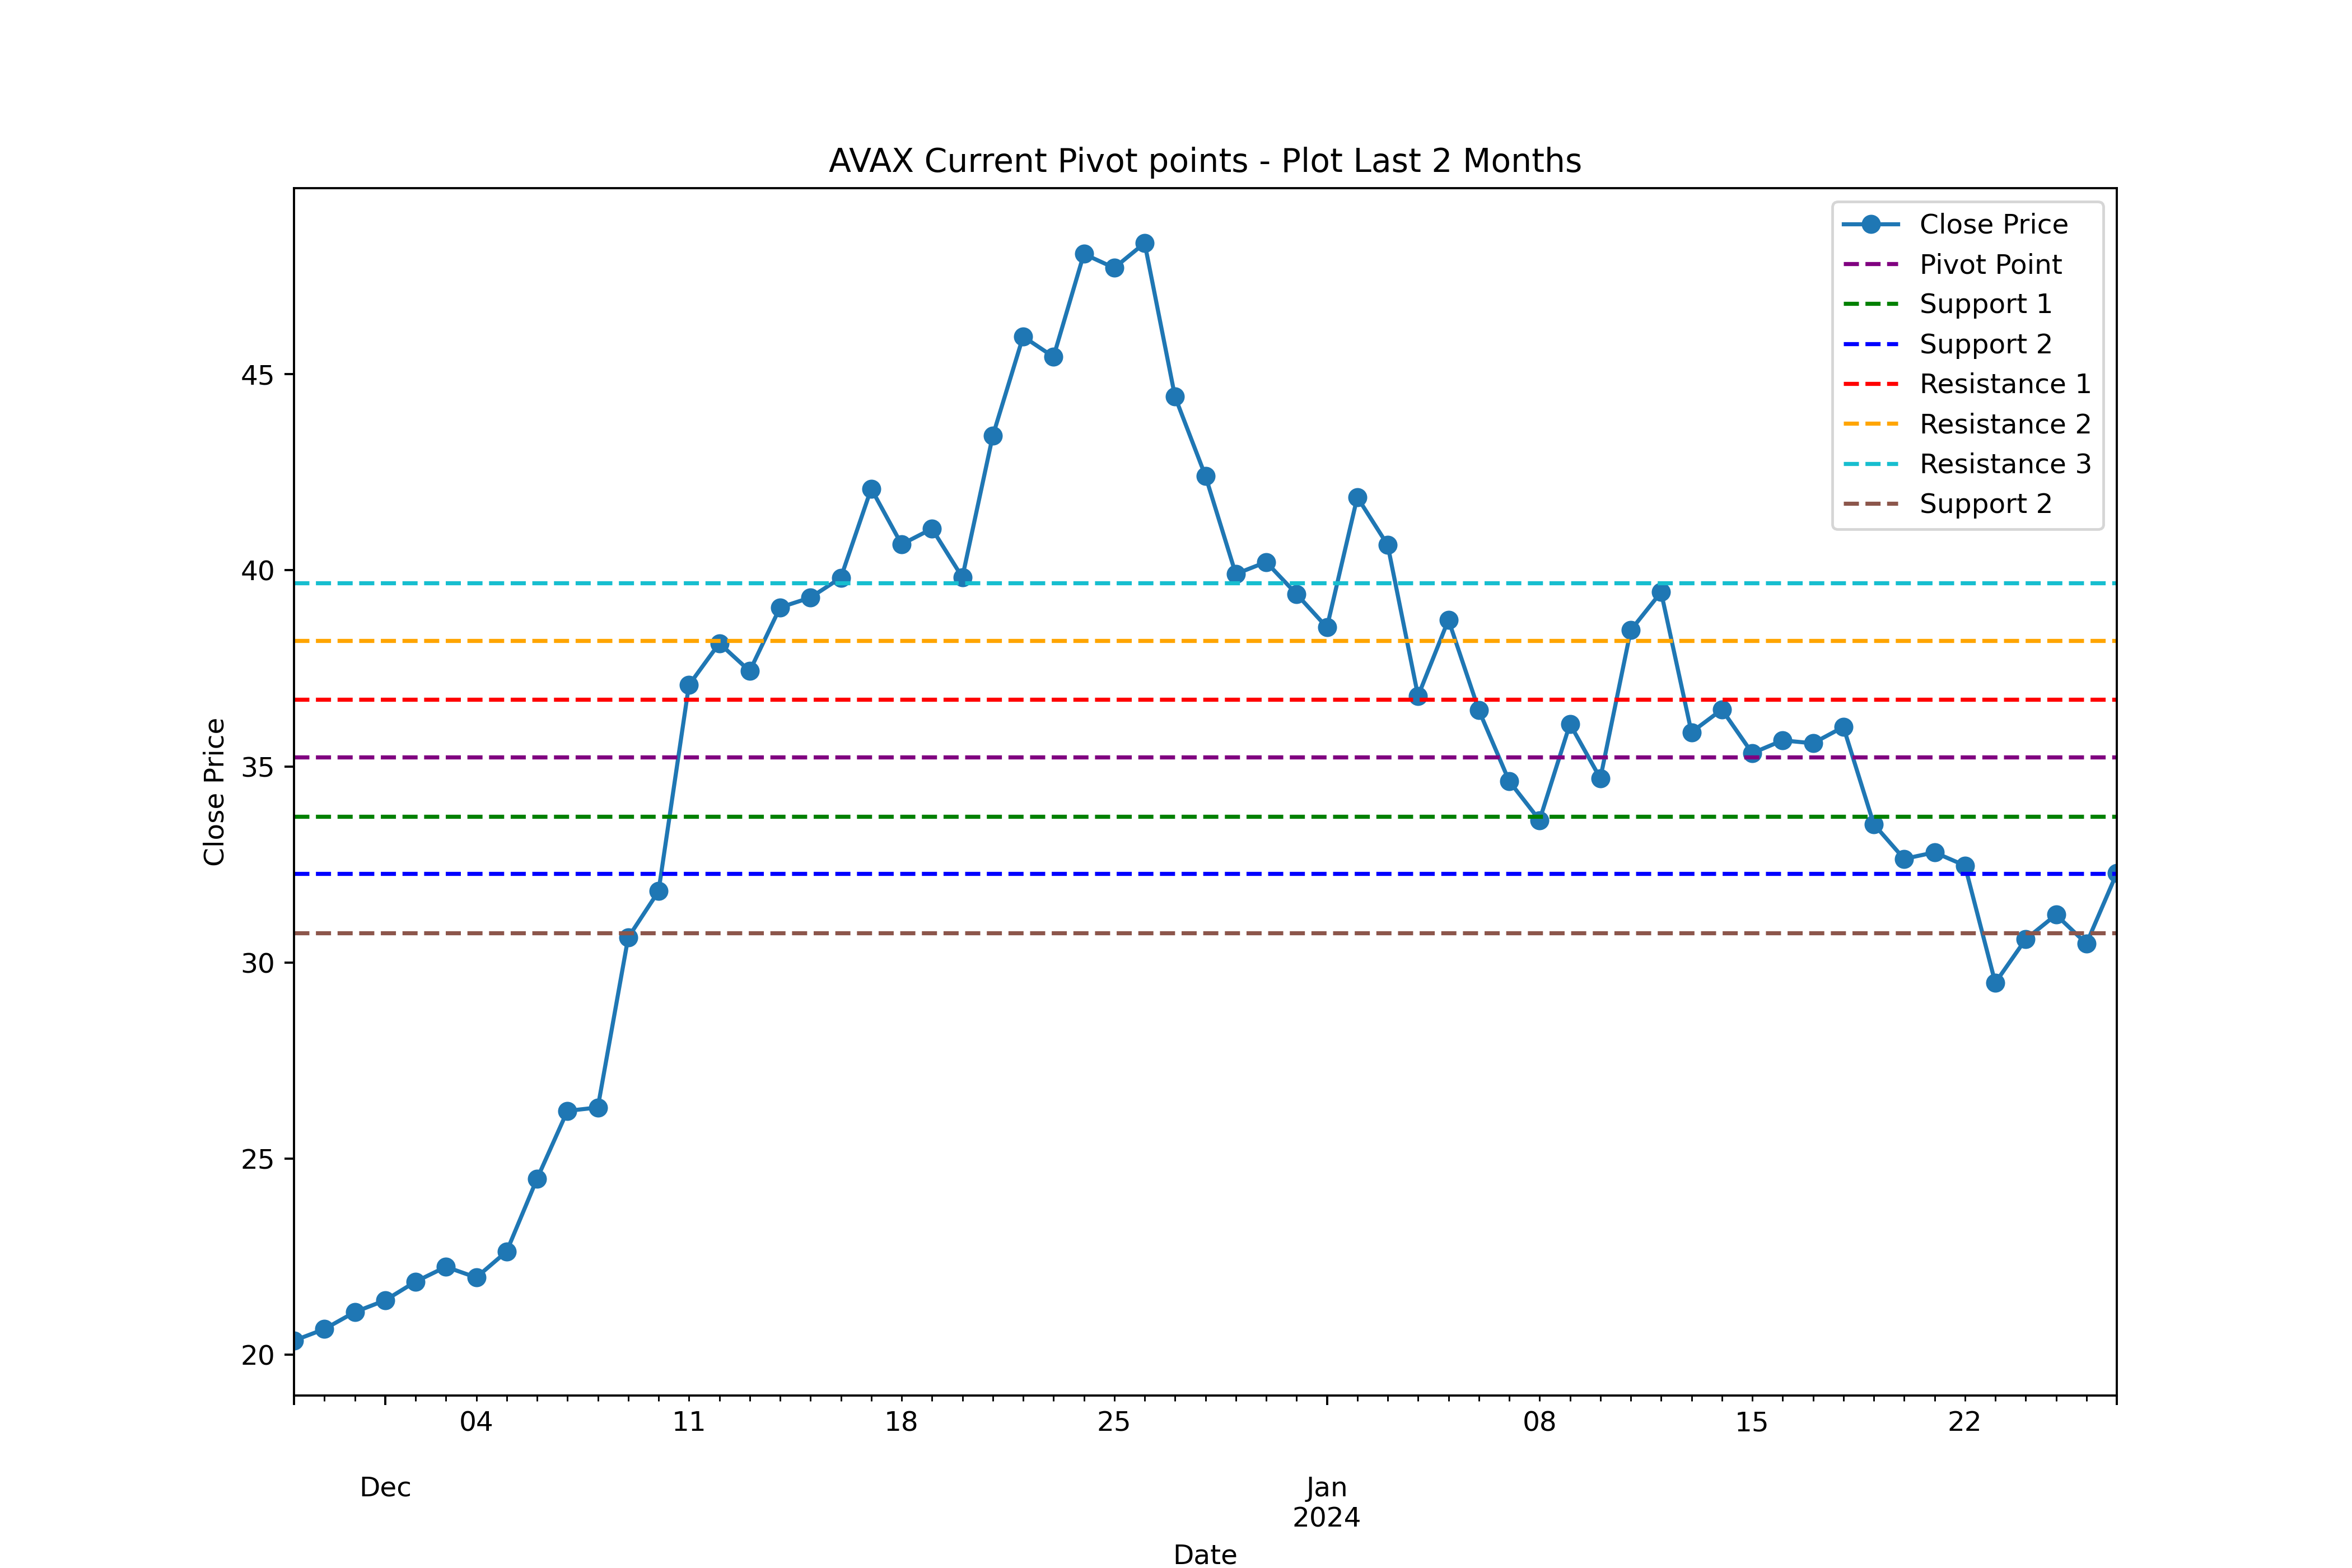 AVAX Current Pivot points - Plot Last 2 Months
Close Price
Pivot Point
Support 1
Support 2
Resistance 1
Resistance 2
Resistance 3
Support 2
45
40
35
30
25
20
Close Price
04
11
18
25
08
15
22
Dec
Jan
2024
Date